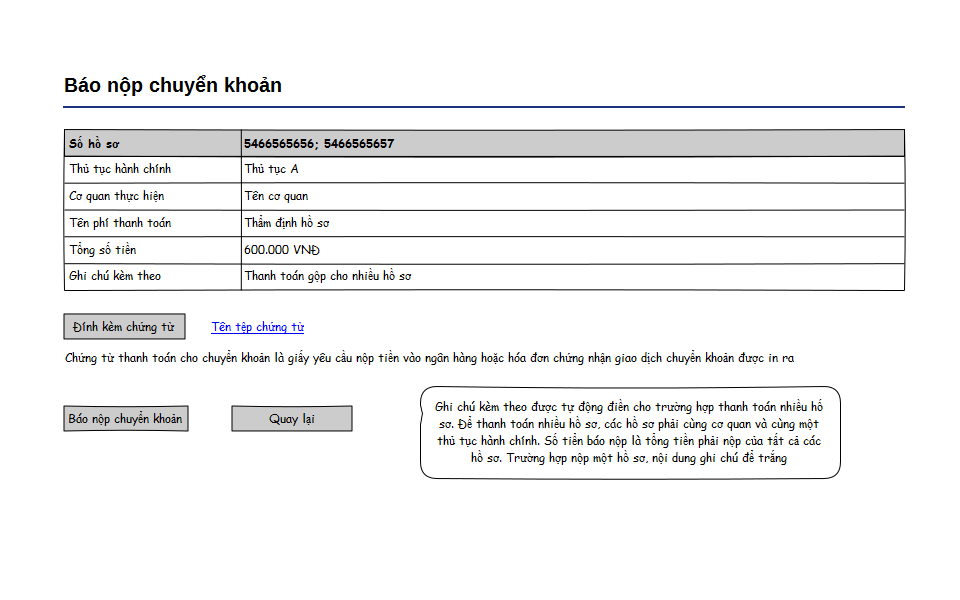 Báo nộp chuyển khoản
Số hồ sơ 5466565656; 5466565657
Thủ tục hành chính Thủ tục A
Cơ quan thực hiện Tên cơ quan
Tên phí thanh toán Thẩm định hồ sơ
Tổng số tiền 600.000 VNĐ
Ghi chú kèm theo Thanh toán gộp cho nhiều hồ sơ
Đính kèm chứng từ Tên tệp chứng từ
Chứng từ thanh toán cho chuyển khoản là giấy yêu cầu nộp tiền vào ngân hàng hoặc hóa đơn chứng nhận giao dịch chuyển khoản được in ra
Báo nộp chuyển khoản Quay lại
Ghi chú kèm theo được tự động điền cho trường hợp thanh toán nhiều hồ
sơ. Để thanh toán nhiều hồ sơ, các hồ sơ phải cùng cơ quan và cùng một
thủ tục hành chính. Số tiền báo nộp là tổng tiền phải nộp của tất cả các
hồ sơ. Trường hợp nộp một hồ sơ, nội dung ghi chú để trắng